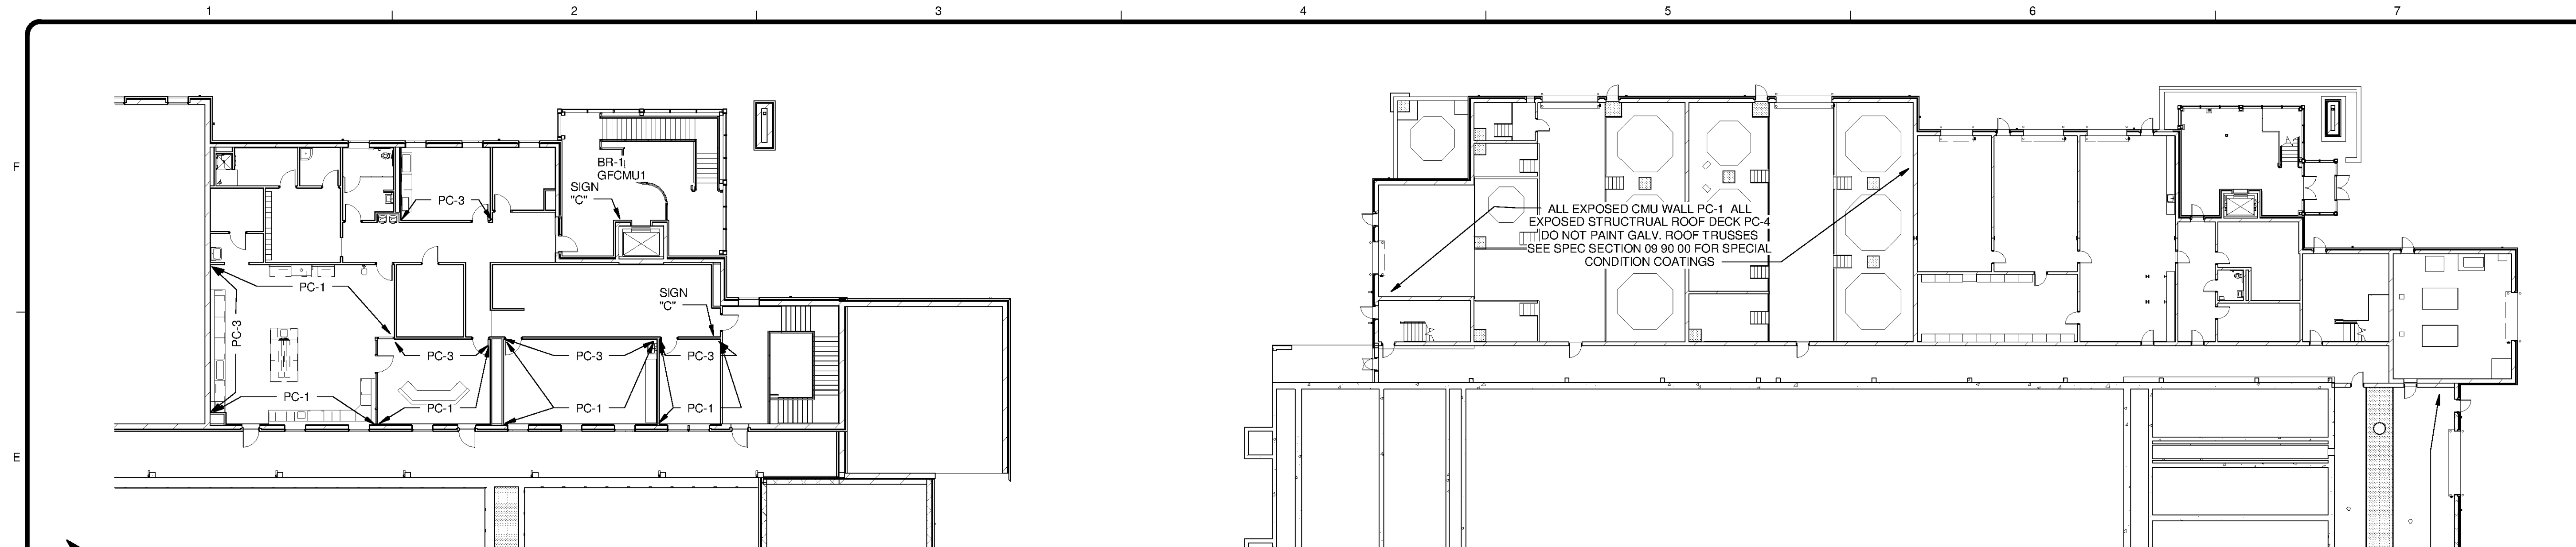 1
2
3
4
5
6
7
F
E
BR-1
GFCMU1
SIGN
"C"
PC-3
PC-1
PC-3
SIGN
"C"
PC-3
PC-3
PC-3
PC-1
PC-1
PC-1
PC-1
ALL EXPOSED CMU WALL PC-1 ALL
EXPOSED STRUCTRUAL ROOF DECK PC-4
DO NOT PAINT GALV. ROOF TRUSSES
SEE SPEC SECTION 09 90 00 FOR SPECIAL
CONDITION COATINGS